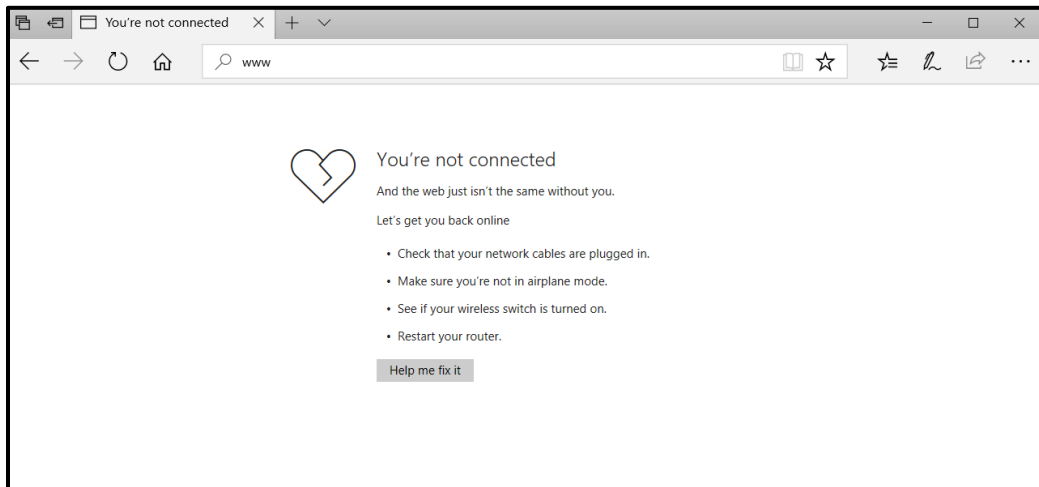 You're not connected
www
You're not connected
And the web just isn't the same without you.
Let's get you back online
• Check that your network cables are plugged in.
• Make sure you're not in airplane mode.
• See if your wireless switch is turned on.
• Restart your router.
Help me fix it